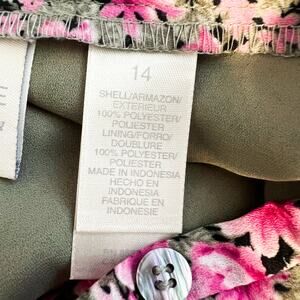 14
SHELL/ARMAZON/
EXTERIEUR
100% POLYESTER/
POLIESTER
LINING/FORRO/
DOUBLURE
100% POLYESTER/
POLIESTER
MADE IN INDONESIA
HECHO EN
INDONESIA
FABRIQUE EN
INDONESIE